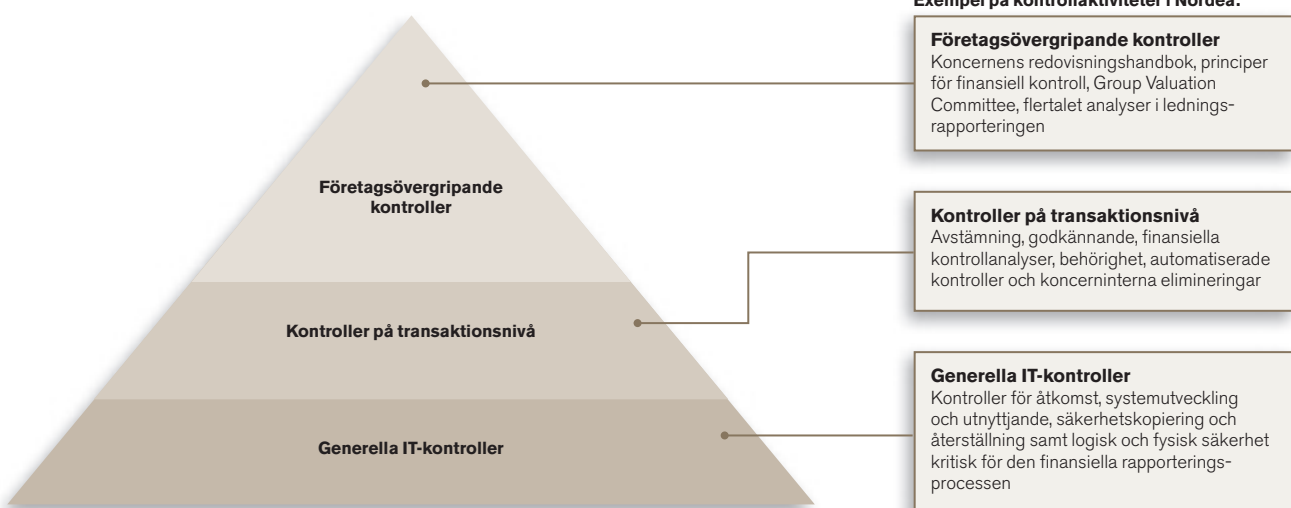 Exempel på kontrollaktiviteter i Nordea:
Företagsövergripande kontroller
Koncernens redovisningshandbok, principer
för finansiell kontroll, Group Valuation
Committee, flertalet analyser i lednings-
rapporteringen
Företagsövergripande
kontroller
Kontroller på transaktionsnivå
Avstämning, godkännande, finansiella
kontrollanalyser, behörighet, automatiserade
kontroller och koncerninterna elimineringar
Kontroller på transaktionsnivå
Generella IT-kontroller
Kontroller för åtkomst, systemutveckling
och utnyttjande, säkerhetskopiering och
återställning samt logisk och fysisk säkerhet
kritisk för den finansiella rapporterings-
processen
Generella IT-kontroller